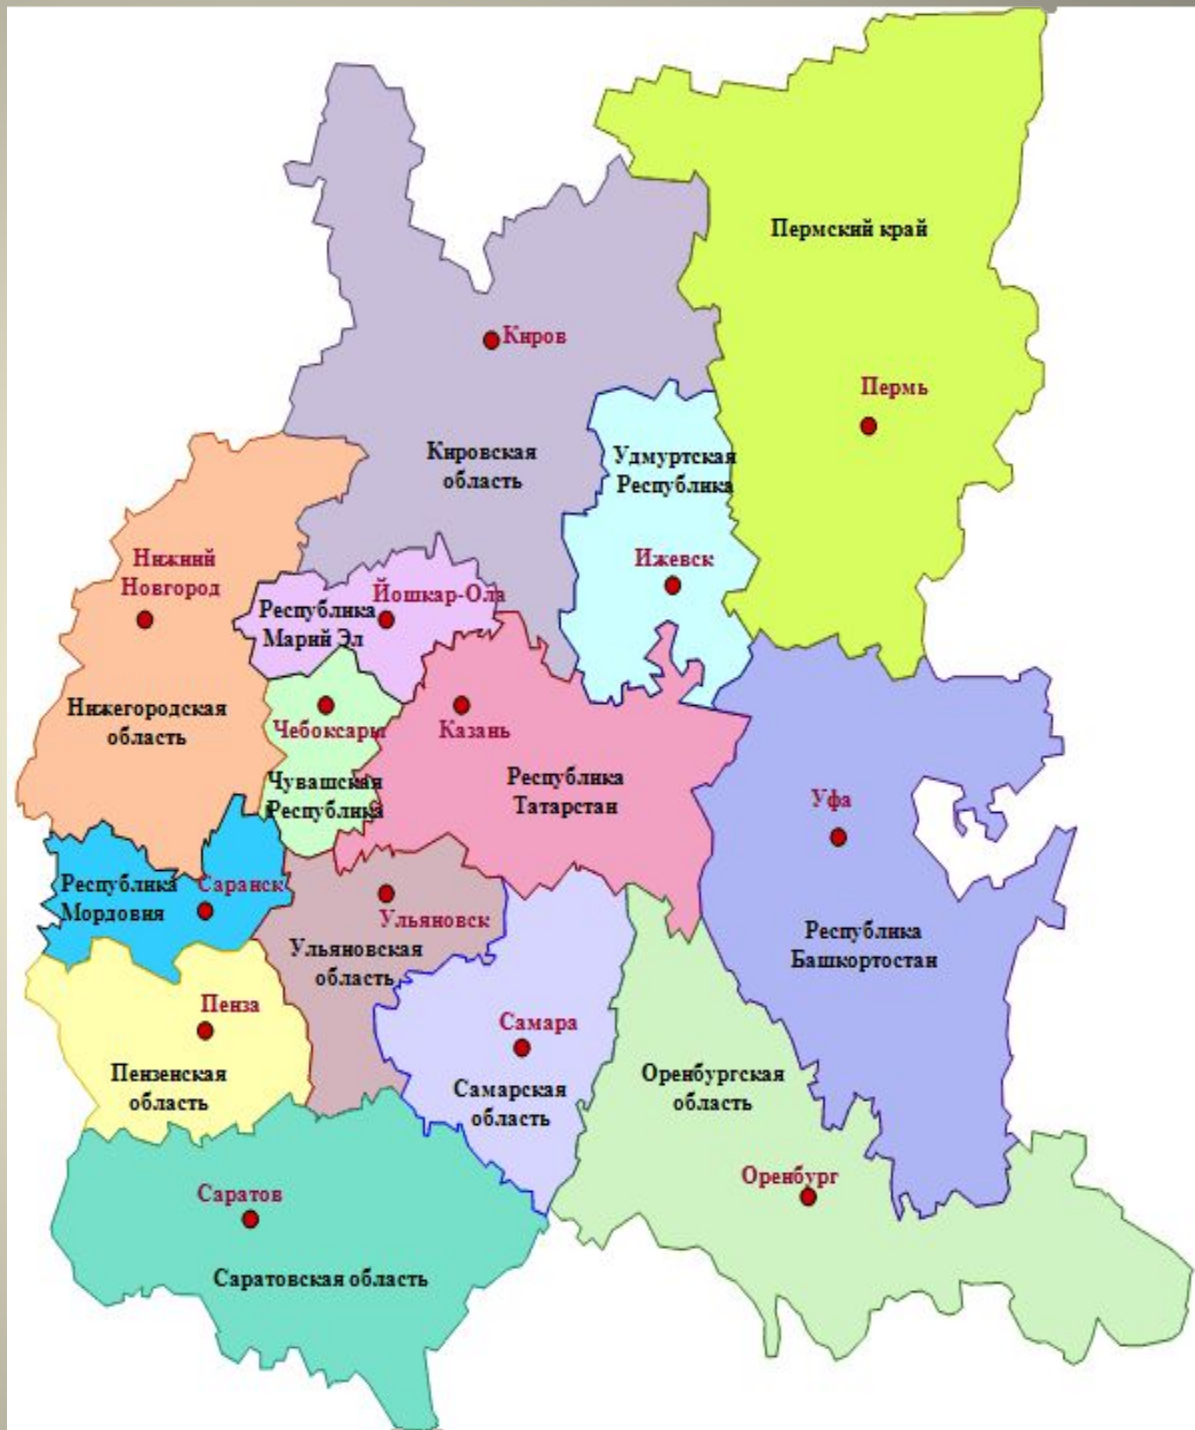 Пермский край
Киров
Пермь
Кировская
область
Удмуртская
Республика
Нижний
Новгород
Ижевск
Йошкар-Ола
Республика
Марий Эл
Нижегородская
область
Чебоксары
Казань
Чувашская
Республика
Республика
Татарстан
Уфа
Республика
Мордовия
Саранск
Ульяновск
Ульяновская
область
Республика
Башкортостан
Пенза
Самара
Пензенская
область
Самарская
область
Оренбургская
область
Саратов
Оренбург
Саратовская область